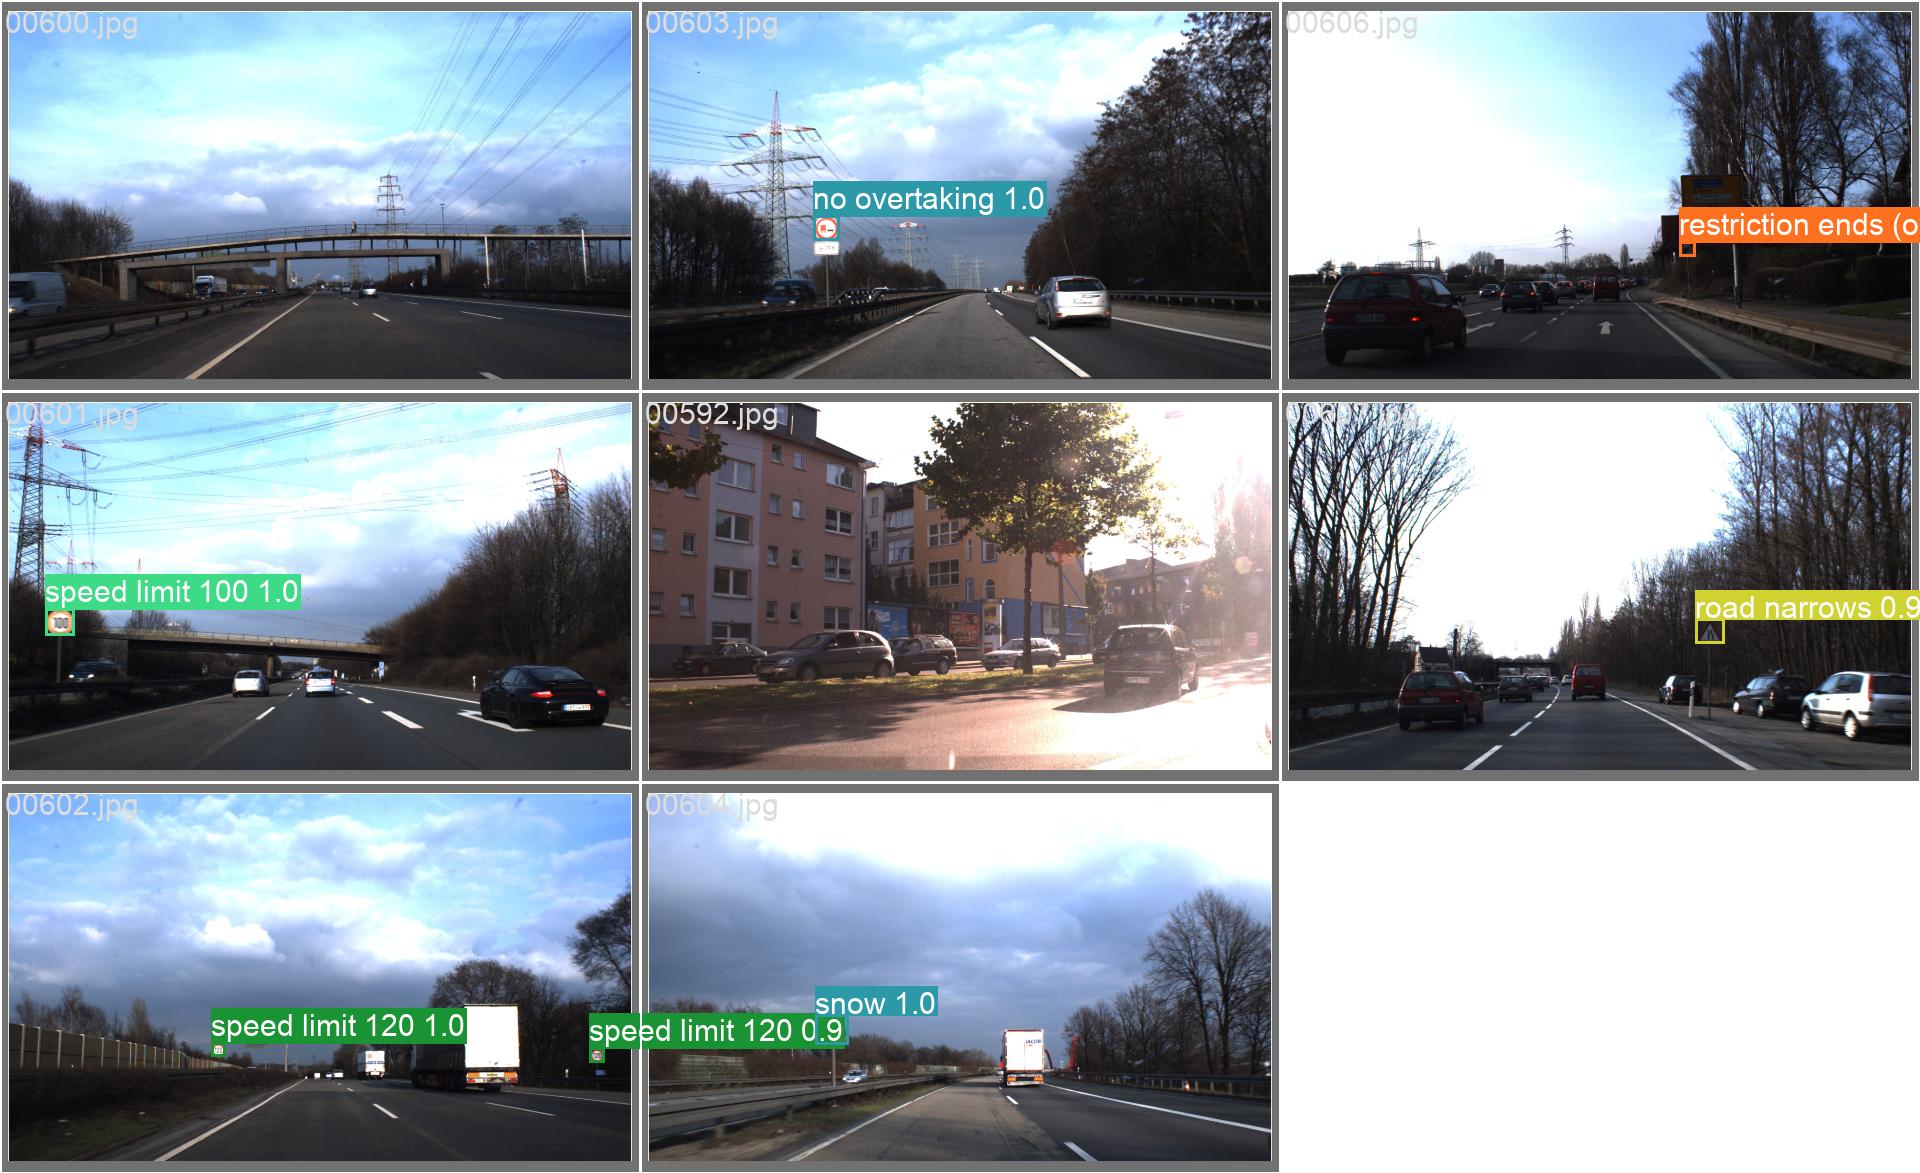 00600.jpg
00603.jpg
no overtaking 1.0
00606.jpg
restriction ends (o
00601.jpg
speed limit 100 1.0
100
00592.jpg
road narrows 0.9
00602.jpg
speed limit 120 1.0
speed limit 120 0.9
00604.jpg
snow 1.0
JACOB